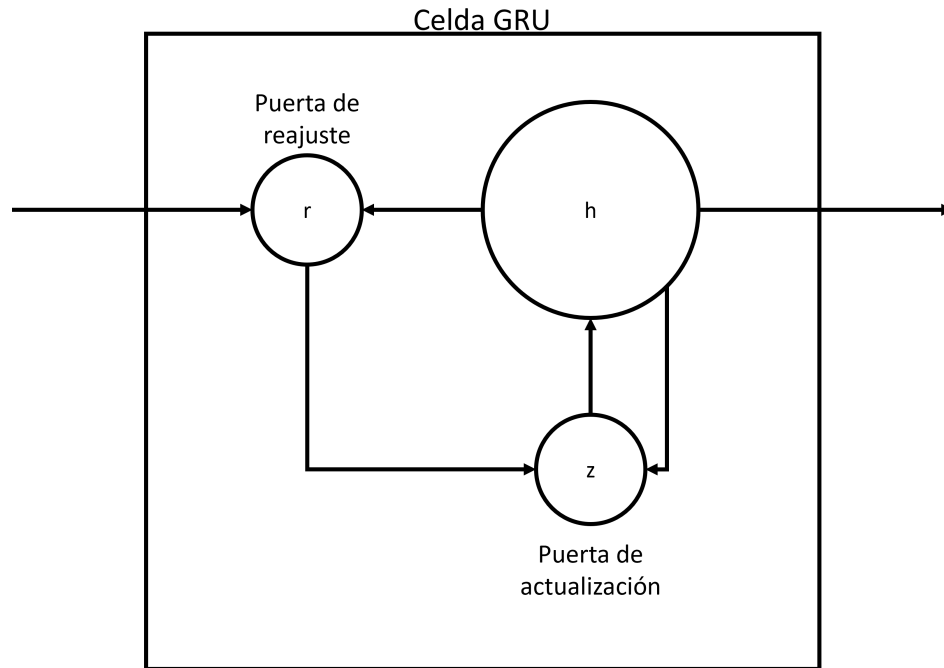 Celda GRU
Puerta de
reajuste
r
h
z
Puerta de
actualización